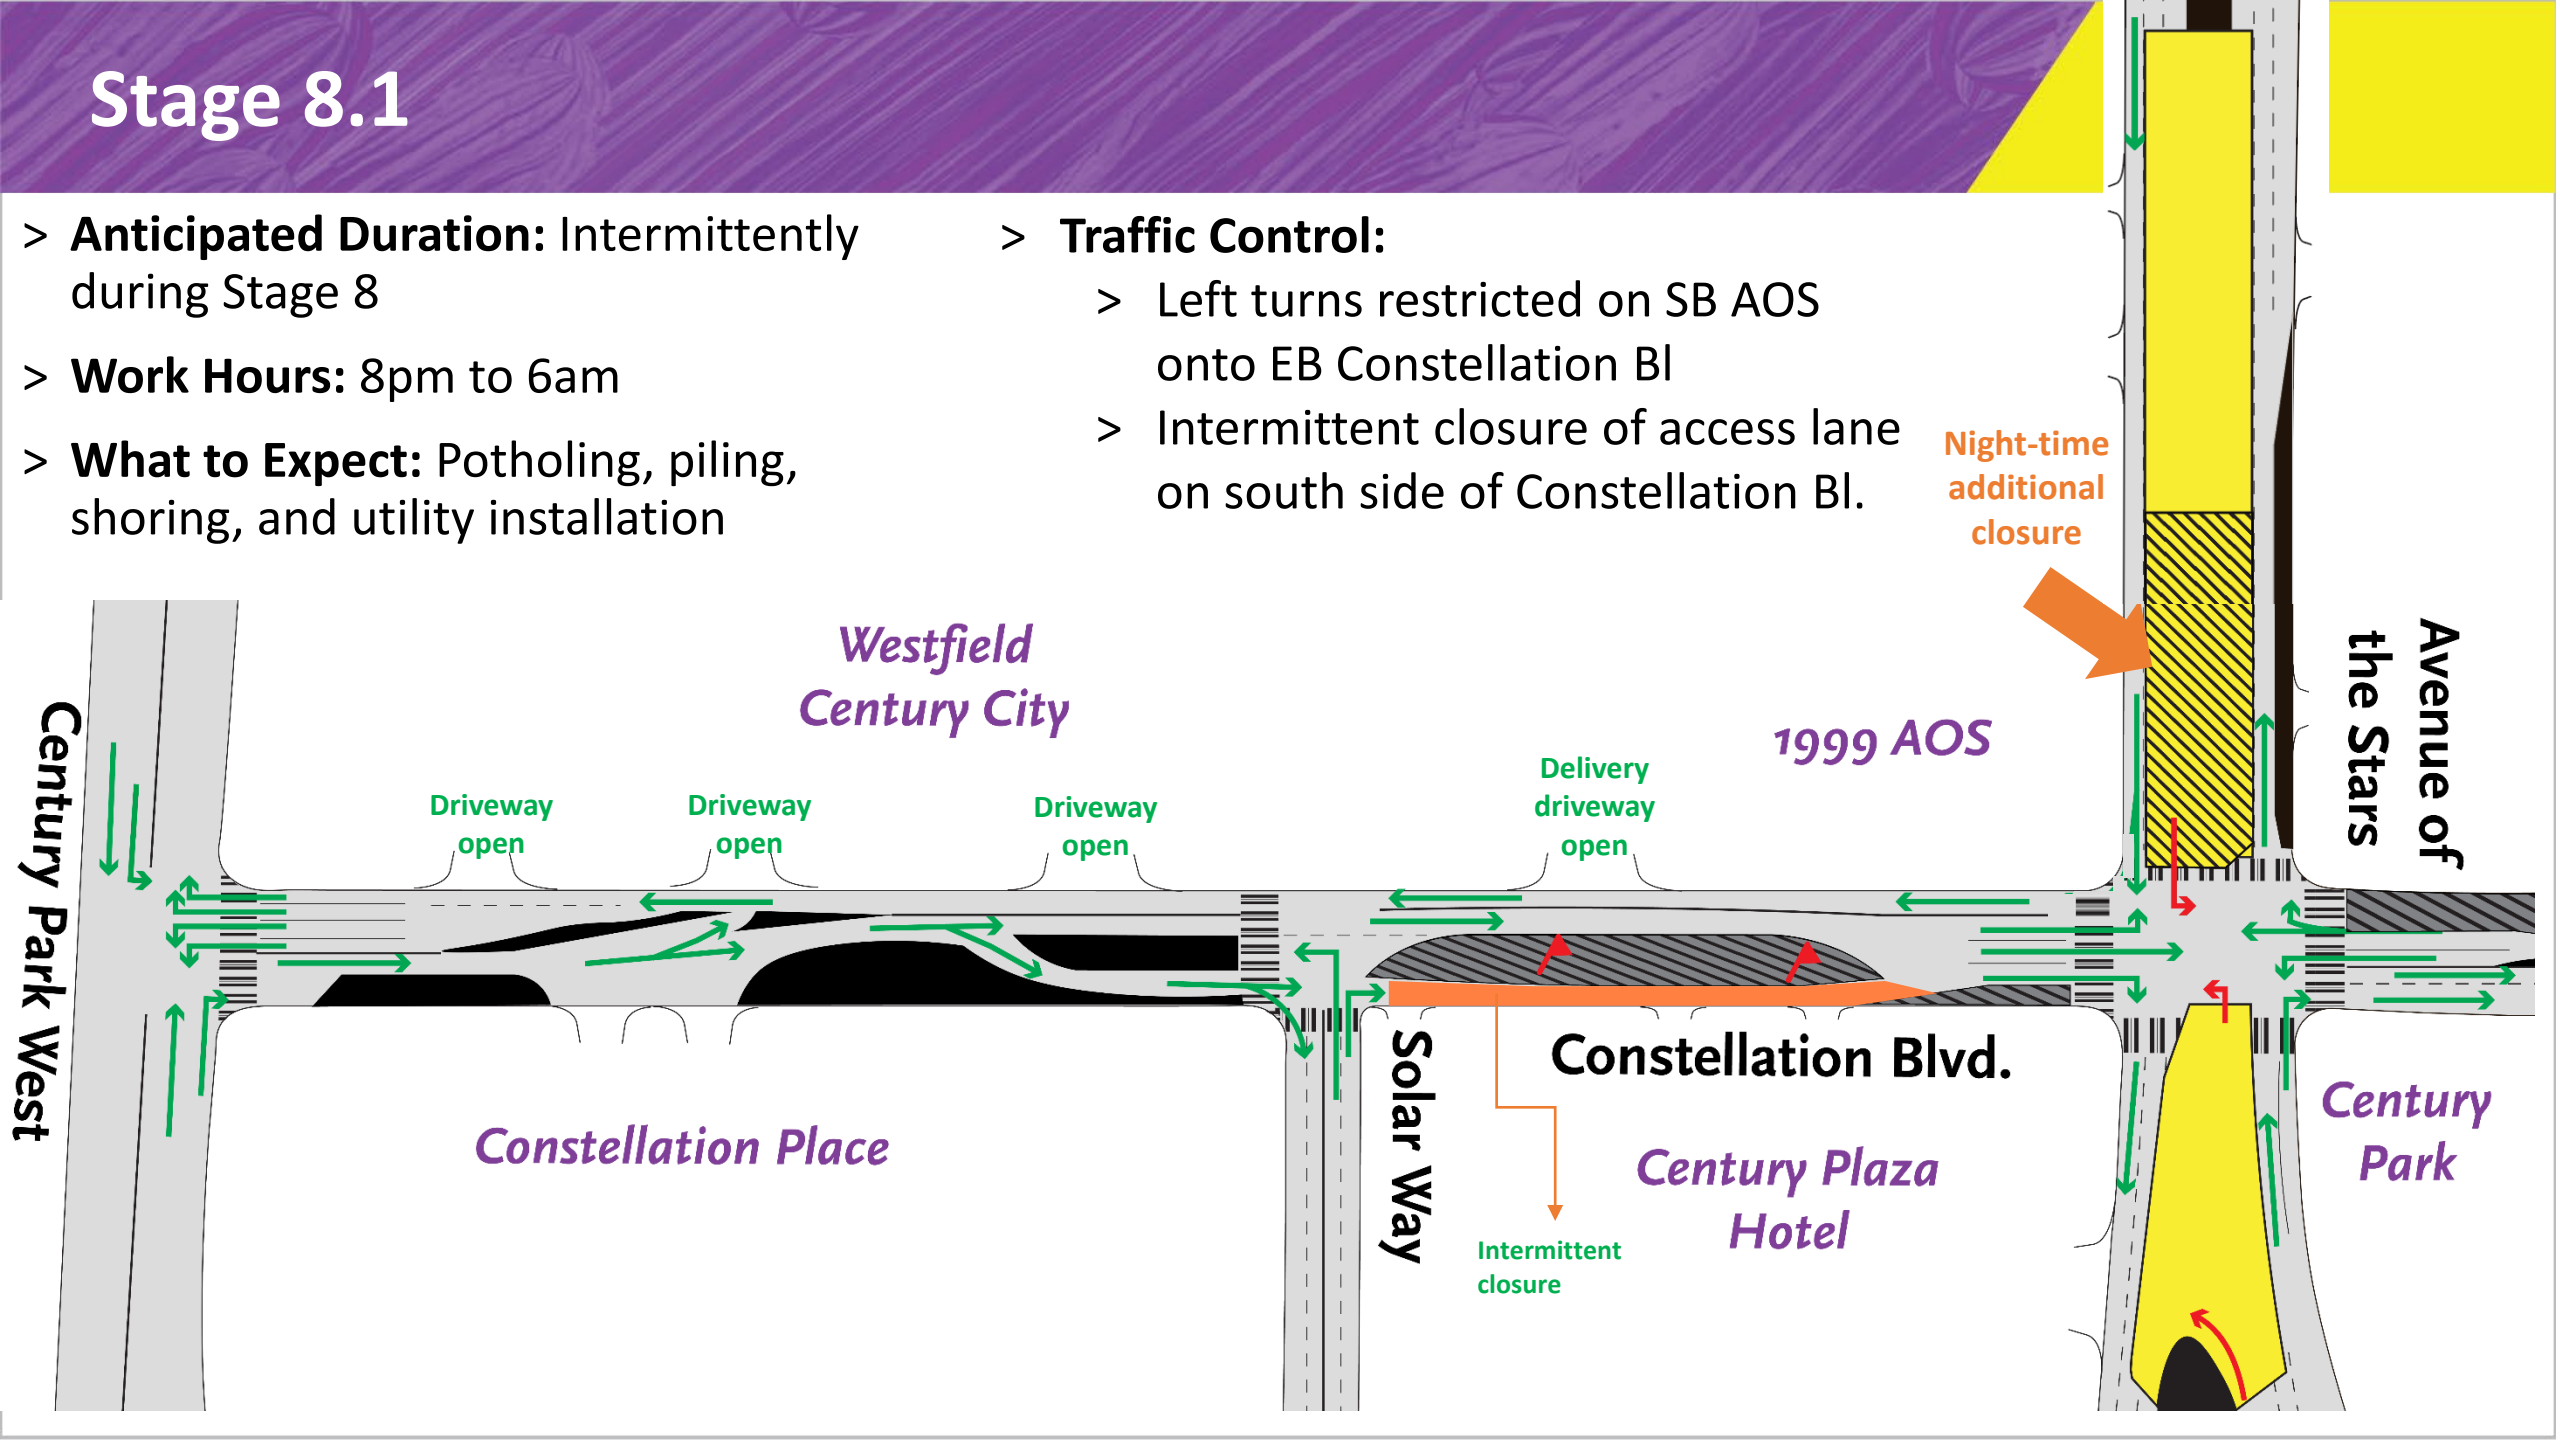 Stage 8.1
> Anticipated Duration: Intermittently
during Stage 8
> Work Hours: 8pm to 6am
> What to Expect: Potholing, piling,
shoring, and utility installation
> Traffic Control:
> Left turns restricted on SB AOS
onto EB Constellation Bl
> Intermittent closure of access lane
on south side of Constellation Bl.
Night-time
additional
closure
Westfield
Century City
1999 AOS
Avenue of
the Stars
Century Park West
Driveway
open
Driveway
open
Driveway
open
Delivery
driveway
open
Solar Way
Constellation Blvd.
Constellation Place
Century Plaza
Hotel
Century
Park
Intermittent
closure